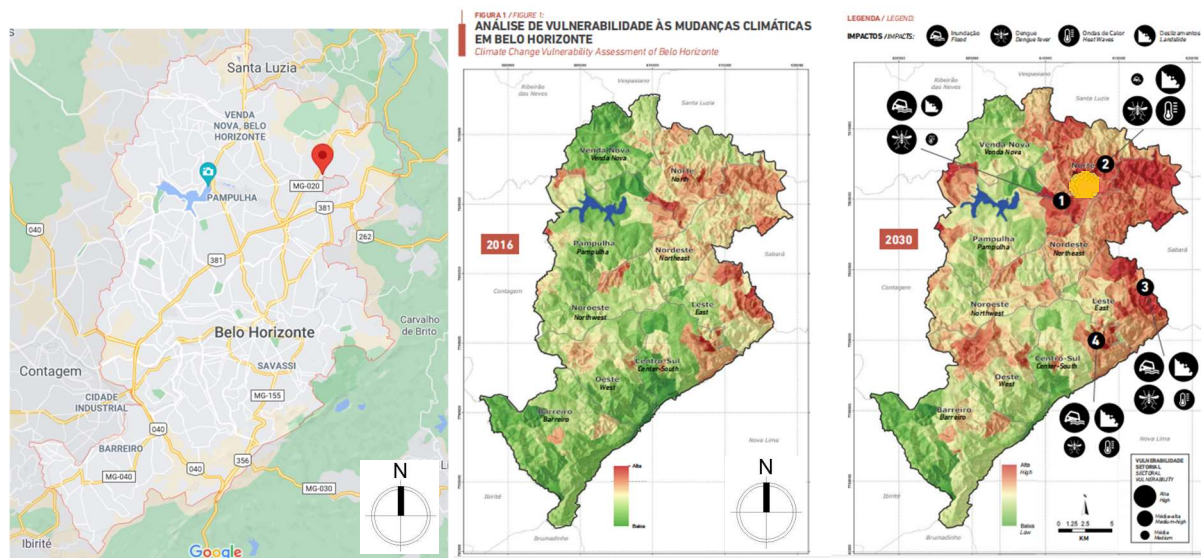 Santa Luzia
VENDA
NOVA, BELO
HORIZONTE
MG-020
PAMPULHA
381
040
262
381
Belo Horizonte
Carvalho
de Brito
SAVASSI
Contagem
MG-155
CIDADE
INDUSTRIAL
040
BARREIRO
356
MG-040
040
MG-030
Ibirité
Google
N
FIGURA 1 / FIGURE 1:
ANÁLISE DE VULNERABILIDADE ÀS MUDANÇAS CLIMÁTICAS
EM BELO HORIZONTE
Climate Change Vulnerability Assessment of Belo Horizonte
Vespasiano
Ribeirão
das Neves
Santa Luzia
Venda Nova
Venda Nova
Norte
North
2016
Pampulha
Pampulha
Nordeste
Northeast
Contagem
Noroeste
Northwest
Leste
East
Centro-Sul
Center-South
Oeste
West
Barreiro
Barreiro
Alta
Baixa
Ibirité
Brumadinho
N
LEGENDA / LEGEND:
IMPACTOS / IMPACTS:
Inundação
Flood
Dengue
Dengue fever
Ondas de Calor
Heat Waves
Deslizamentos
Landslide
Vespasiano
Ribeirão
das Neves
Santa Luzia
Venda Nova
Venda Nova
2
1
2030
Pampulha
Pampulha
Nordeste
Northeast
Sabará
Contagem
3
Noroeste
Northwest
Leste
East
4
Centro-Sul
Center-South
Oeste
West
Barreiro
Barreiro
Nova Lima
Alta
High
Baixa
Low
Ibirité
Brumadinho
N
0 1.25 2.5 5
KM
VULNERABILIDADE
SETORIAL
SECTORAL
VULNERABILITY
Alta
High
Média-alta
Medium-high
Média
Medium